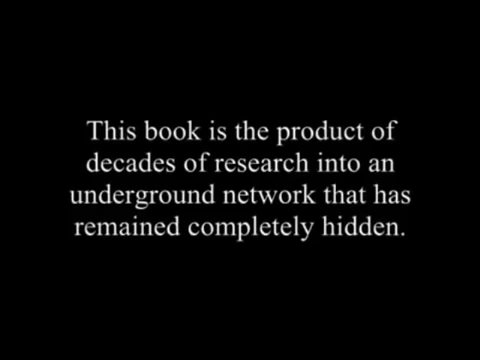 This book is the product of
decades of research into an
underground network that has
remained completely hidden.